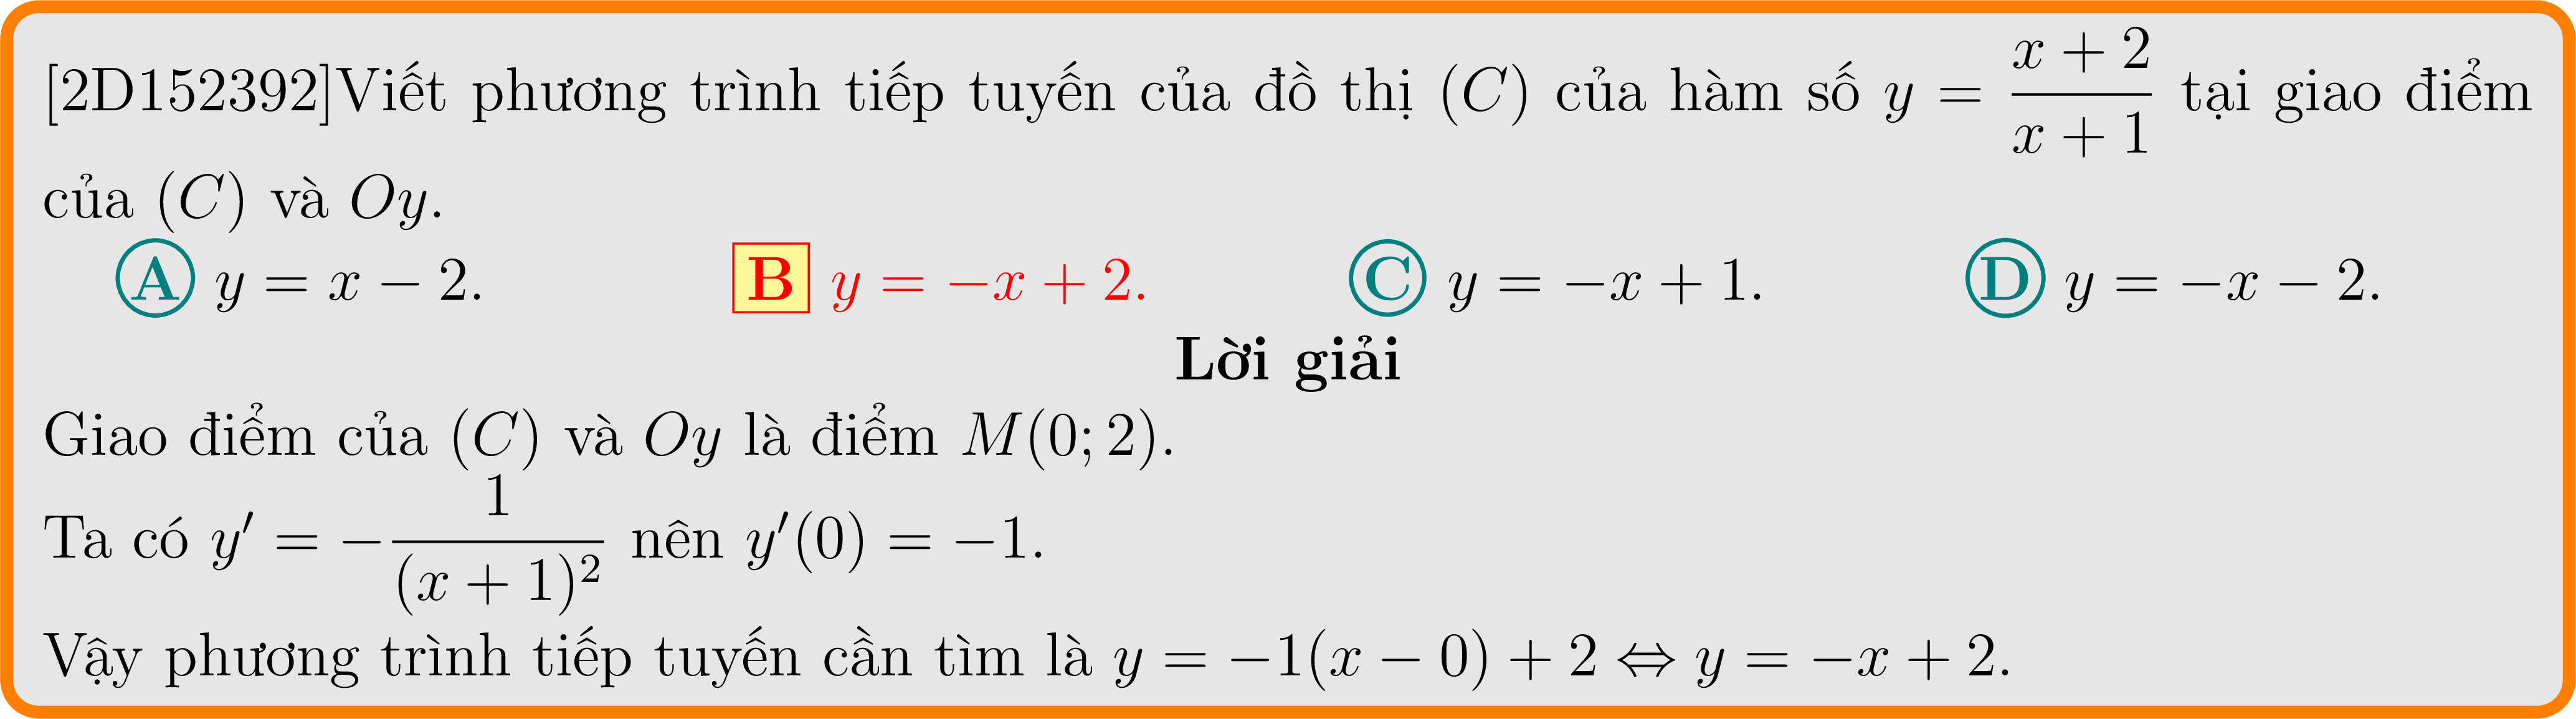 [2D152392]Viết phương trình tiếp tuyến của đồ thị (C) của hàm số y = \frac{x + 2}{x + 1} tại giao điểm
của (C) và Oy.
A y = x − 2. B y = −x + 2. C y = −x + 1. D y = −x − 2.
Lời giải
Giao điểm của (C) và Oy là điểm M(0; 2).
Ta có y′ = −\frac{1}{(x + 1)^2} nên y′(0) = −1.
Vậy phương trình tiếp tuyến cần tìm là y = −1(x − 0) + 2 ⇔ y = −x + 2.